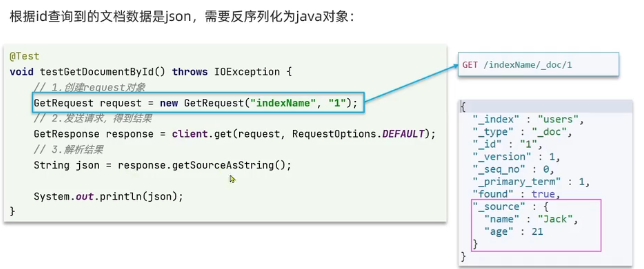 根据id查询到的文档数据是json，需要反序列化为java对象：
@Test
void testGetDocumentById() throws IOException {
// 1.创建request对象
GetRequest request = new GetRequest("indexName", "1");
// 2.发送请求，得到结果
GetResponse response = client.get(request, RequestOptions.DEFAULT);
// 3.解析结果
String json = response.getSourceAsString();
System.out.println(json);
}
GET /indexName/_doc/1
{
"_index" : "users",
"_type" : "_doc",
"_id" : "1",
"_version" : 1,
"_seq_no" : 0,
"_primary_term" : 1,
"found" : true,
"_source" : {
"name" : "Jack",
"age" : 21
}
}